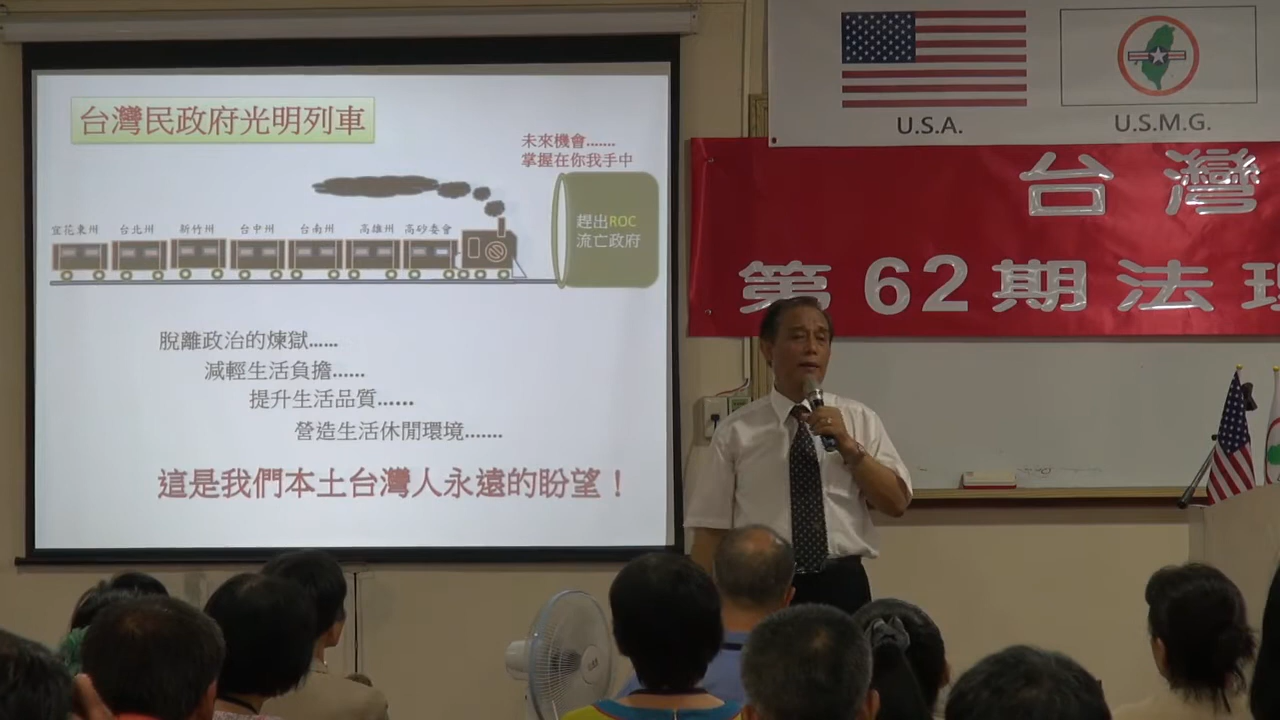 台灣民政府光明列車
未來機會.......
掌握在你我手中
宜花東州 台北州 新竹州 台中州 台南州 高雄州 高砂委會
趕出ROC
流亡政府
脫離政治的煉獄......
減輕生活負擔......
提升生活品質.......
營造生活休閒環境.......
這是我們本土台灣人永遠的盼望！
U.S.A.
U.S.M.G.
台灣
第62期法理